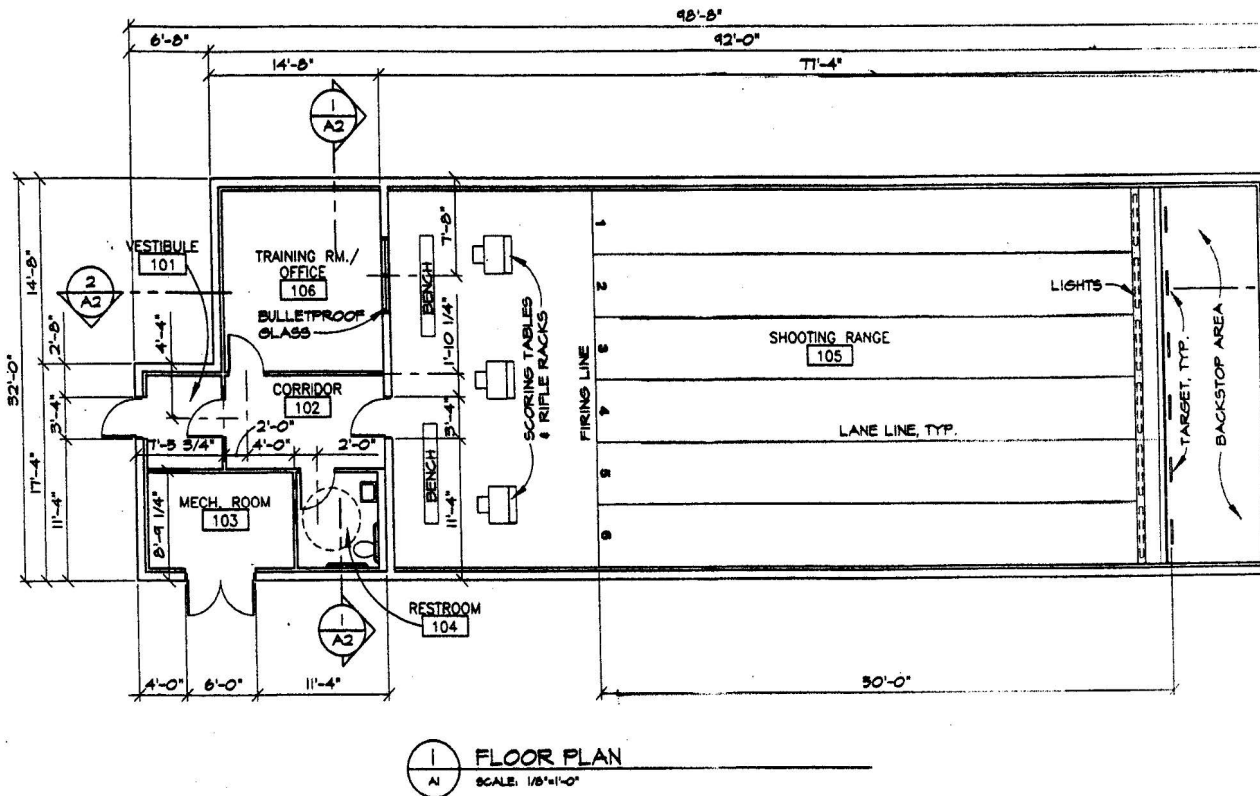 98'-8"
6'-8"
92'-0"
14'-8"
77'-4"
1
A2
VESTIBULE
101
2
A2
TRAINING RM./
OFFICE
106
BULLETPROOF
GLASS
CORRIDOR
102
MECH. ROOM
103
RESTROOM
104
1
A2
32'-0"
14'-8"
17'-4"
2'-8"
3'-4"
11'-4"
4'-4"
7'-5 3/4"
2'-0"
4'-0"
2'-0"
8'-9 1/4"
7'-8"
1'-10 1/4"
3'-4"
11'-4"
BENCH
BENCH
SCORING TABLES
& RIFLE RACKS
FIRING LINE
1
2
3
4
5
6
SHOOTING RANGE
105
LANE LINE, TYP.
LIGHTS
TARGET, TYP.
BACKSTOP AREA
4'-0"
6'-0"
11'-4"
50'-0"
1
A1
FLOOR PLAN
SCALE: 1/8"=1'-0"